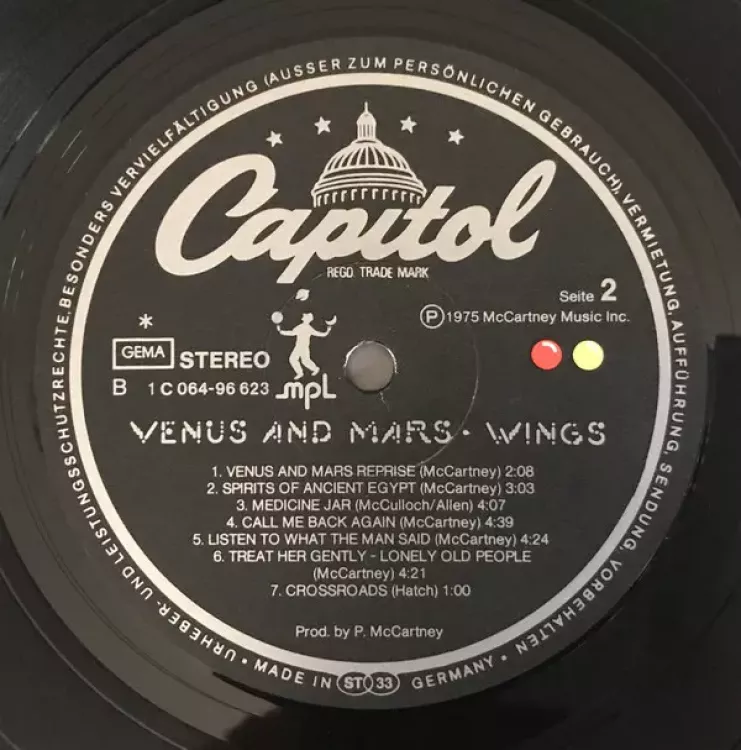 URHEBER- UND LEISTUNGSSCHUTZRECHTE, BESONDERS VERVIELFÄLTIGUNG (AUSSER ZUM PERSÖNLICHEN GEBRAUCH), VERMIETUNG, AUFFÜHRUNG, SENDUNG, VORBEHALTEN
Capitol
REGD. TRADE MARK
Seite 2
Ⓟ 1975 McCartney Music Inc.
*
GEMA STEREO
B 1 C 064-96 623 mpL
VENUS AND MARS • WINGS
1. VENUS AND MARS REPRISE (McCartney) 2:08
2. SPIRITS OF ANCIENT EGYPT (McCartney) 3:03
3. MEDICINE JAR (McCulloch/Allen) 4:07
4. CALL ME BACK AGAIN (McCartney) 4:39
5. LISTEN TO WHAT THE MAN SAID (McCartney) 4:24
6. TREAT HER GENTLY - LONELY OLD PEOPLE
(McCartney) 4:21
7. CROSSROADS (Hatch) 1:00
Prod. by P. McCartney
• MADE IN ST 33 GERMANY •